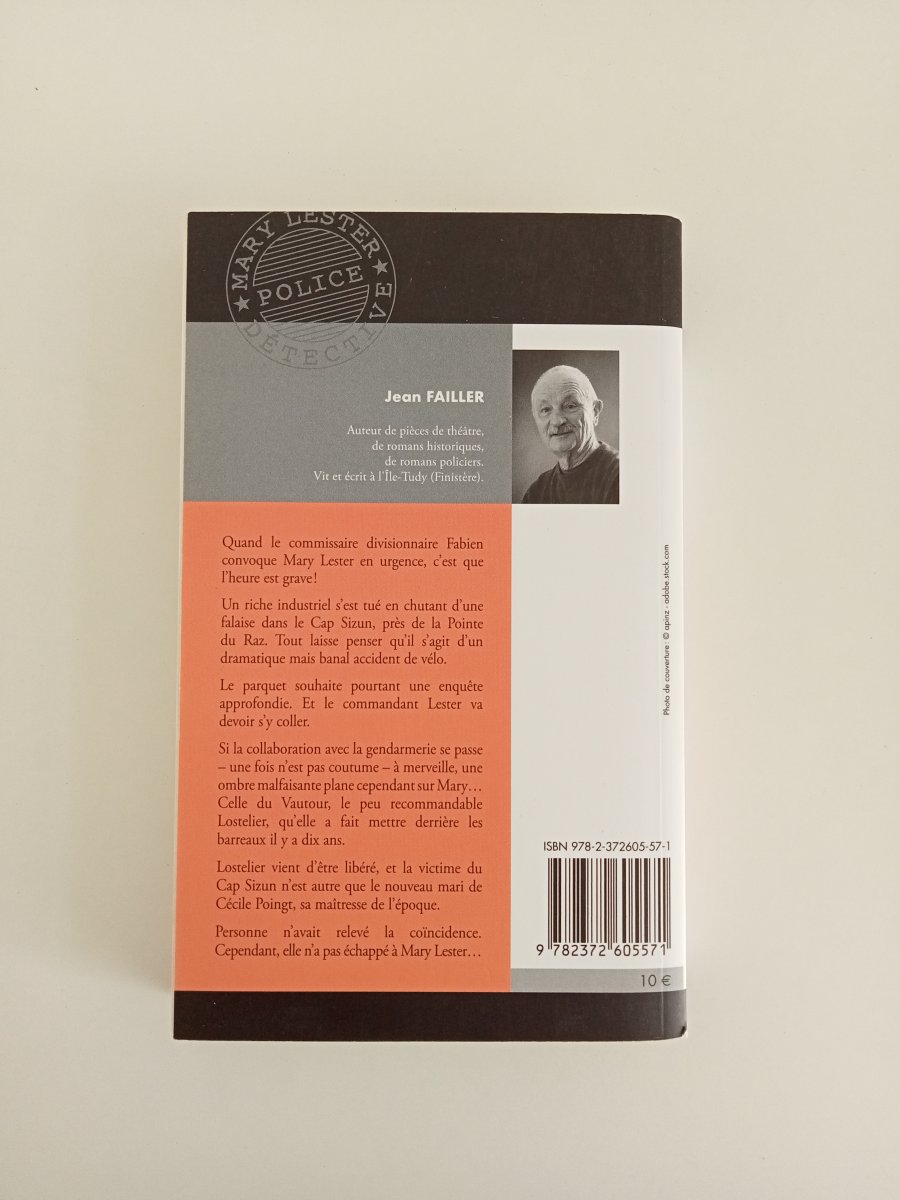 MARY LESTER
POLICE
DÉTECTIVE
Jean FAILLER
Auteur de pièces de théâtre,
de romans historiques,
de romans policiers.
Vit et écrit à l'Île-Tudy (Finistère).
Quand le commissaire divisionnaire Fabien
convoque Mary Lester en urgence, c'est que
l'heure est grave !
Un riche industriel s'est tué en chutant d'une
falaise dans le Cap Sizun, près de la Pointe
du Raz. Tout laisse penser qu'il s'agit d'un
dramatique mais banal accident de vélo.
Le parquet souhaite pourtant une enquête
approfondie. Et le commandant Lester va
devoir s'y coller.
Si la collaboration avec la gendarmerie se passe
– une fois n'est pas coutume – à merveille, une
ombre malfaisante plane cependant sur Mary…
Celle du Vautour, le peu recommandable
Lostelier, qu'elle a fait mettre derrière les
barreaux il y a dix ans.
Lostelier vient d'être libéré, et la victime du
Cap Sizun n'est autre que le nouveau mari de
Cécile Poingt, sa maîtresse de l'époque.
Personne n'avait relevé la coïncidence.
Cependant, elle n'a pas échappé à Mary Lester…
Photo de couverture : © apinz - adobe.stock.com
ISBN 978-2-372605-57-1
9 782372 605571
10 €